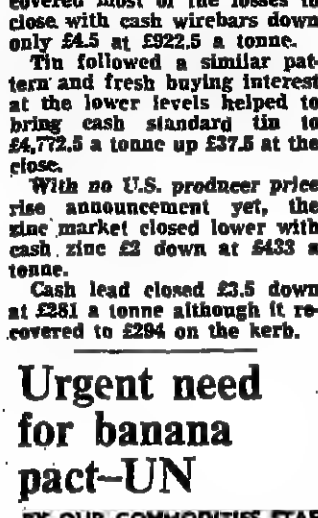 covered most of the losses to
close with cash wirebars down
only £4.5 at £922.5 a tonne.
Tin followed a similar pat-
tern and fresh buying interest
at the lower levels helped to
bring cash standard tin to
£4,772.5 a tonne up £37.5 at the
close.
With no U.S. producer price
rise announcement yet, the
zinc market closed lower with
cash zinc £2 down at £433 a
tonne.
Cash lead closed £3.5 down
at £281 a tonne although it re-
covered to £294 on the kerb.
Urgent need
for banana
pact–UN
BY OUR COMMODITIES STAFF